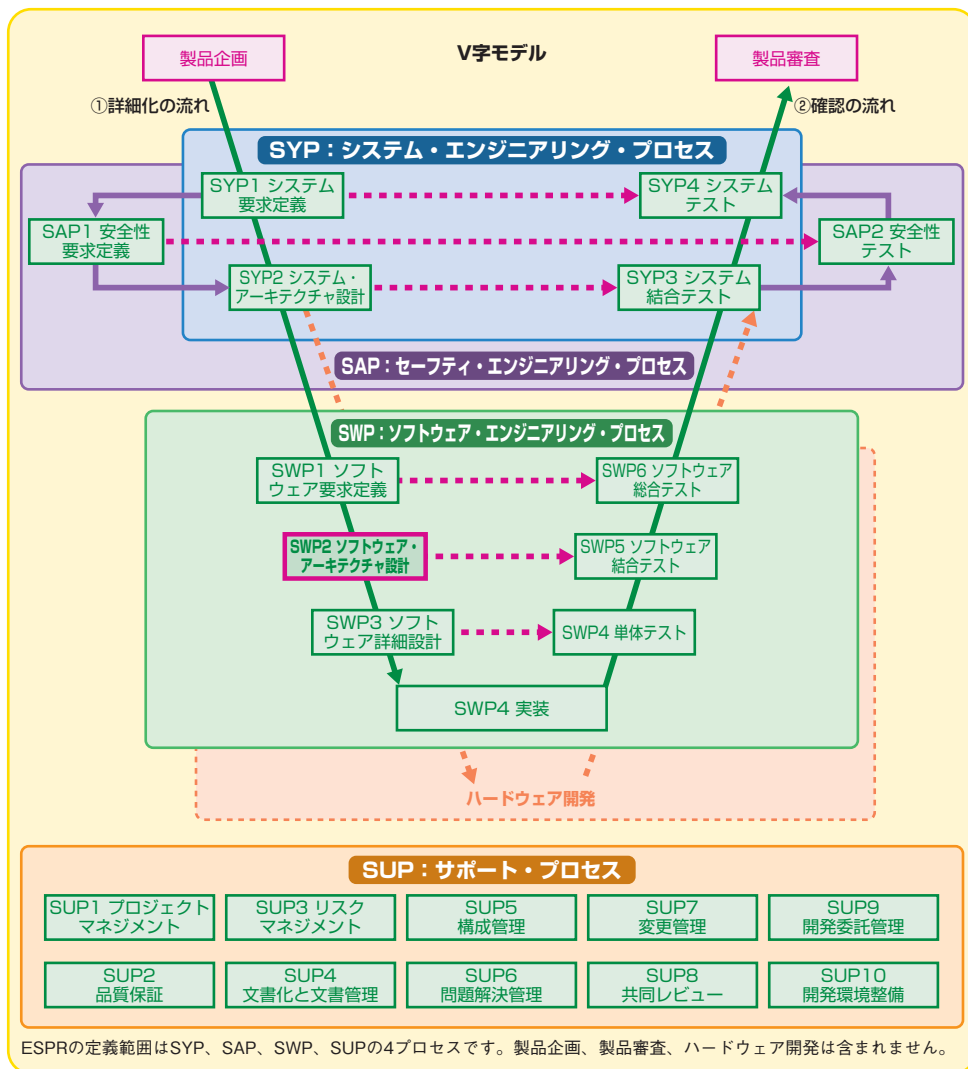 V字モデル
製品企画
製品審査
①詳細化の流れ
②確認の流れ
SYP：システム・エンジニアリング・プロセス
SYP1 システム
要求定義
SYP4 システム
テスト
SAP1 安全性
要求定義
SAP2 安全性
テスト
SYP2 システム・
アーキテクチャ設計
SYP3 システム
結合テスト
SAP：セーフティ・エンジニアリング・プロセス
SWP：ソフトウェア・エンジニアリング・プロセス
SWP1 ソフト
ウェア要求定義
SWP6 ソフトウェア
総合テスト
SWP2 ソフトウェア・
アーキテクチャ設計
SWP5 ソフトウェア
結合テスト
SWP3 ソフト
ウェア詳細設計
SWP4 単体テスト
SWP4 実装
ハードウェア開発
SUP：サポート・プロセス
SUP1 プロジェクト
マネジメント
SUP3 リスク
マネジメント
SUP5
構成管理
SUP7
変更管理
SUP9
開発委託管理
SUP2
品質保証
SUP4
文書化と文書管理
SUP6
問題解決管理
SUP8
共同レビュー
SUP10
開発環境整備
ESPRの定義範囲はSYP、SAP、SWP、SUPの4プロセスです。製品企画、製品審査、ハードウェア開発は含まれません。